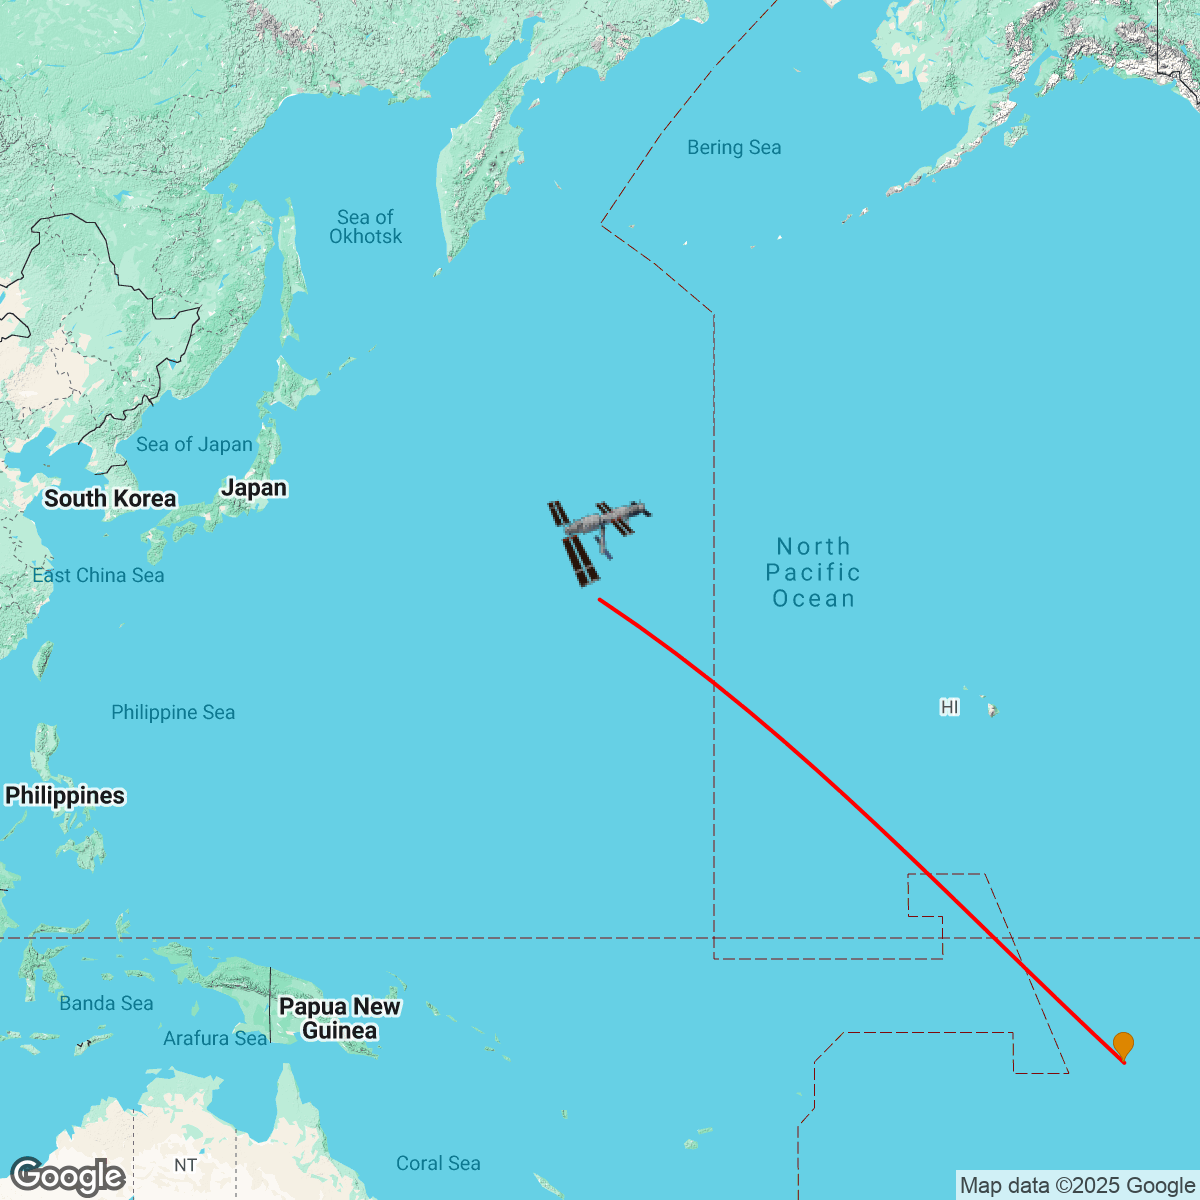 Bering Sea
Sea of
Okhotsk
Sea of Japan
Japan
South Korea
North
Pacific
Ocean
East China Sea
HI
Philippine Sea
Philippines
Banda Sea
Papua New
Guinea
Arafura Sea
NT
Coral Sea
Google
Map data ©2025 Google